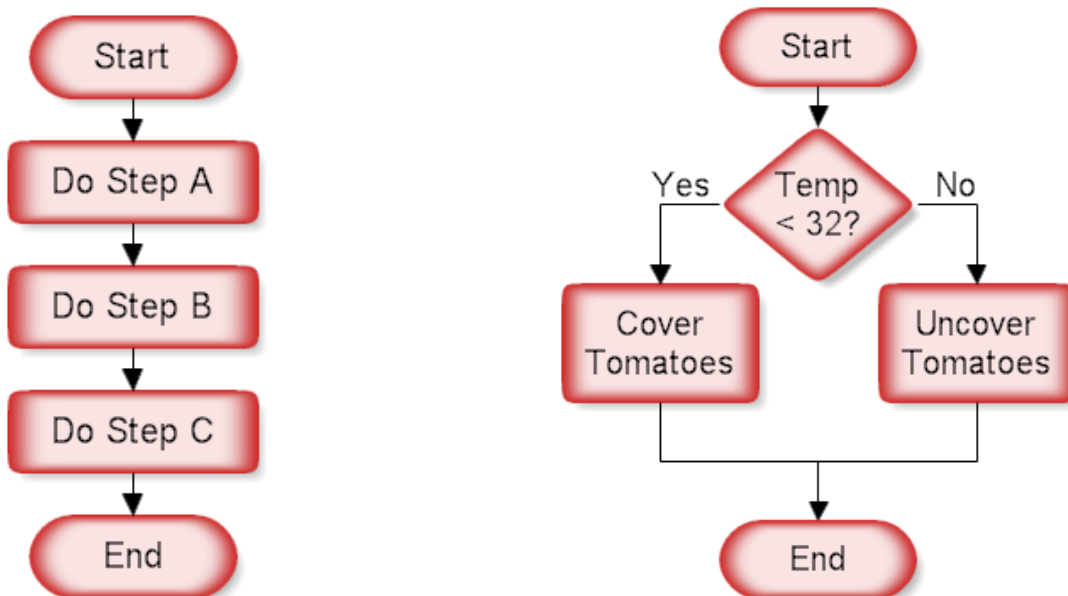 Start
Do Step A
Do Step B
Do Step C
End
Start
Yes
Temp
< 32?
No
Cover
Tomatoes
Uncover
Tomatoes
End